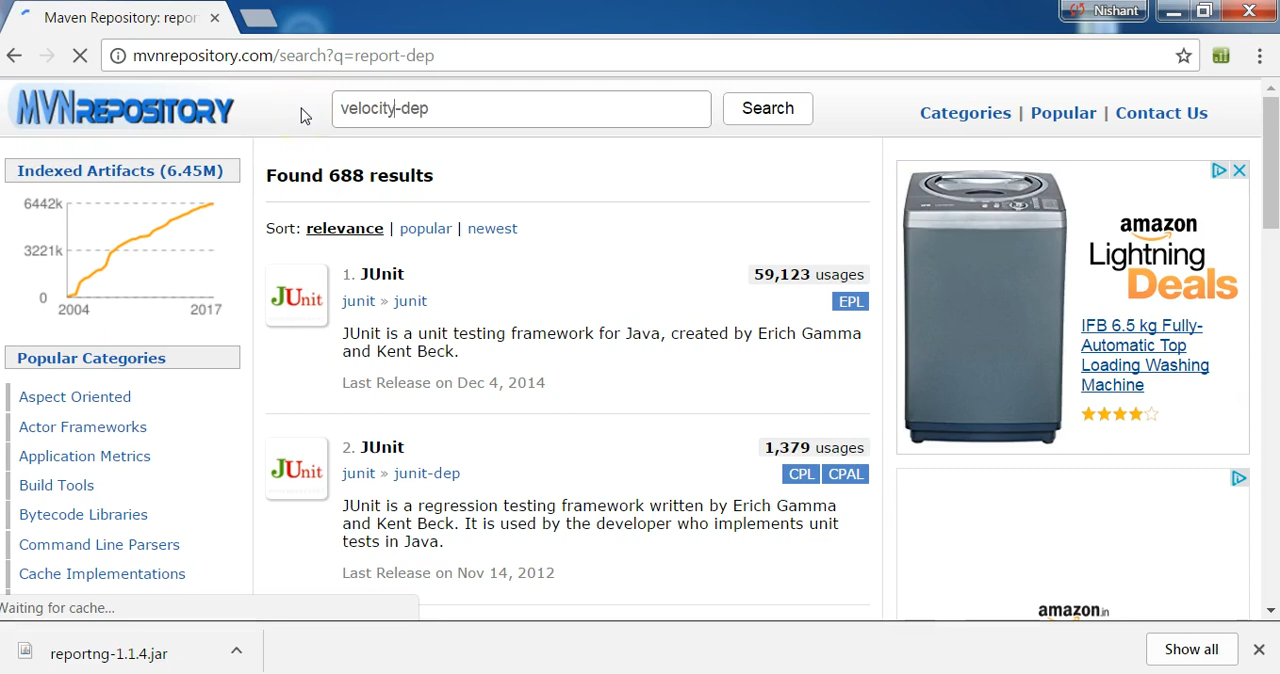 Maven Repository: repor
Nishant
mvnrepository.com/search?q=report-dep
MVNREPOSITORY
velocity-dep
Search
Categories | Popular | Contact Us
Indexed Artifacts (6.45M)
6442k
3221k
0
2004
2017
Popular Categories
Aspect Oriented
Actor Frameworks
Application Metrics
Build Tools
Bytecode Libraries
Command Line Parsers
Cache Implementations
Found 688 results
Sort: relevance | popular | newest
JUnit
1. JUnit
59,123 usages
junit » junit
EPL
JUnit is a unit testing framework for Java, created by Erich Gamma
and Kent Beck.
Last Release on Dec 4, 2014
JUnit
2. JUnit
1,379 usages
junit » junit-dep
CPL CPAL
JUnit is a regression testing framework written by Erich Gamma
and Kent Beck. It is used by the developer who implements unit
tests in Java.
Last Release on Nov 14, 2012
amazon
Lightning
Deals
IFB 6.5 kg Fully-
Automatic Top
Loading Washing
Machine
amazon.in
Waiting for cache...
reportng-1.1.4.jar
Show all